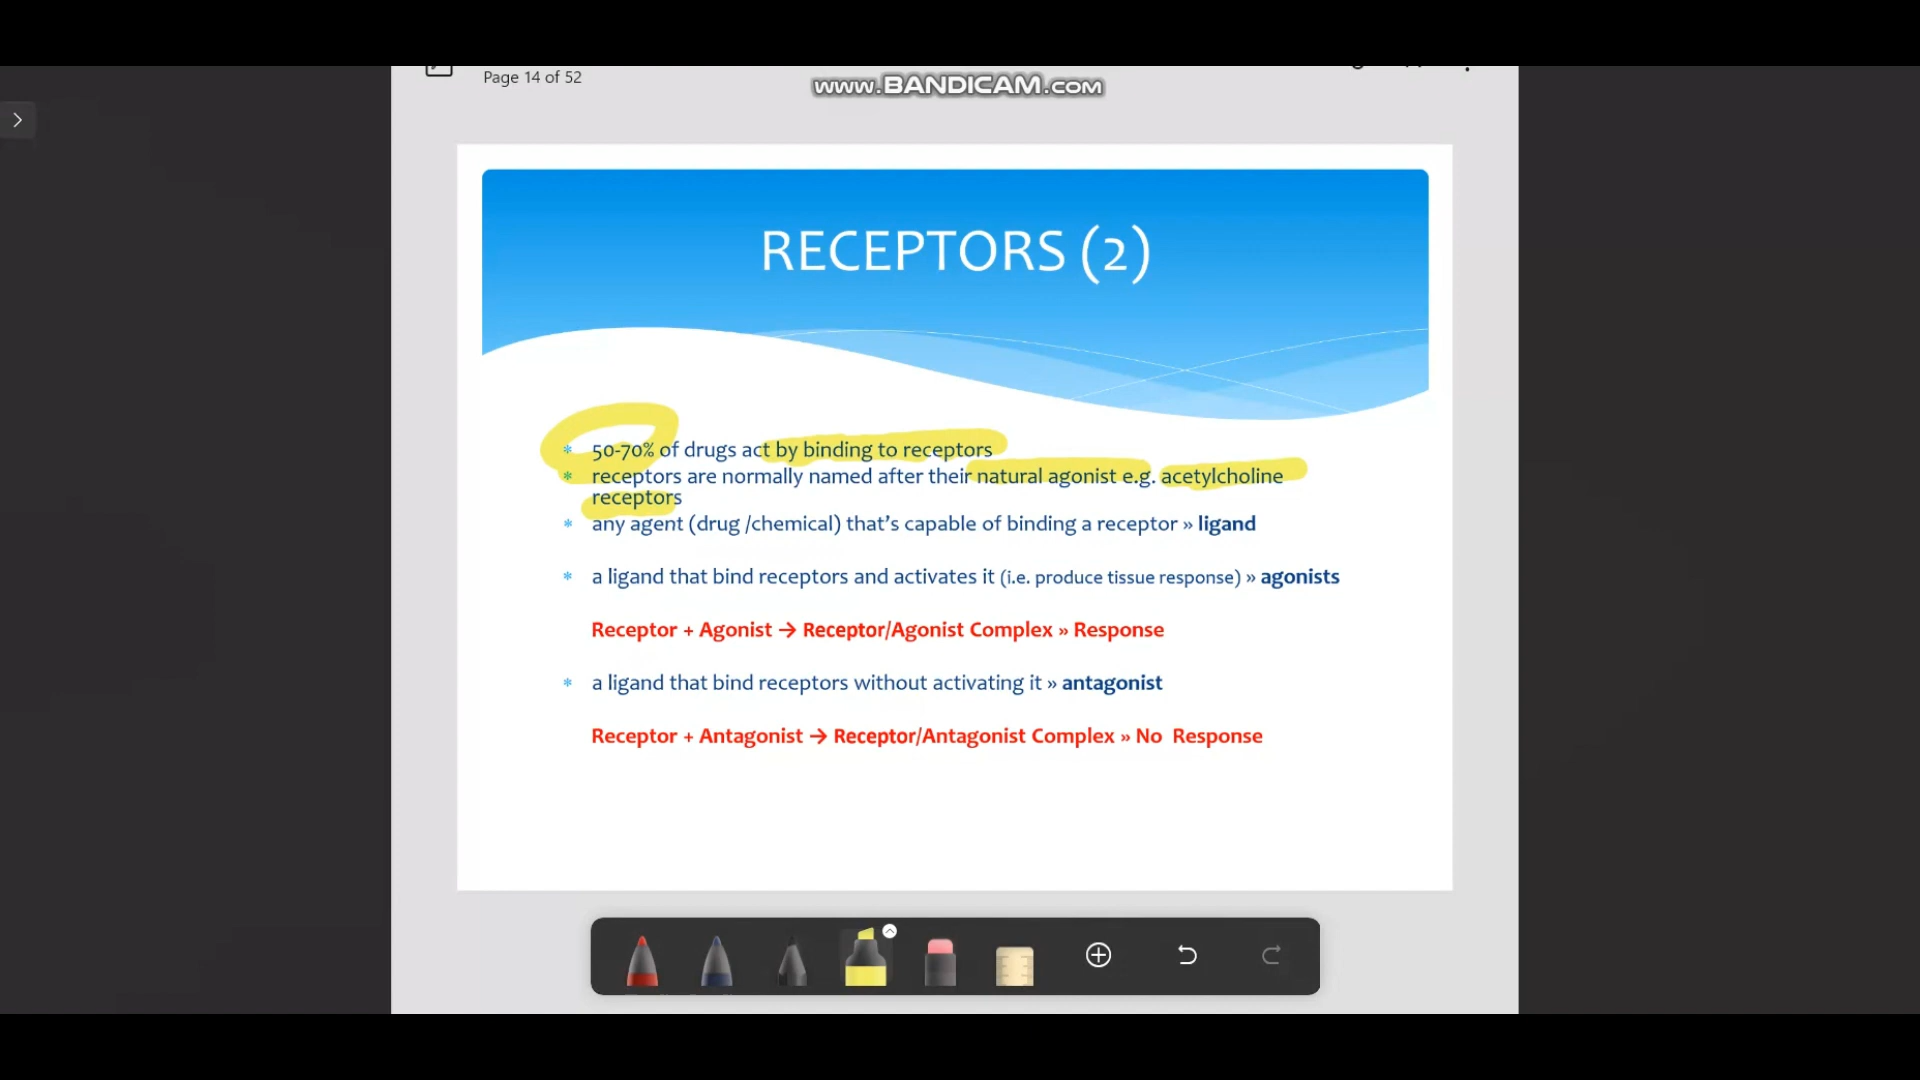 Page 14 of 52
www.BANDICAM.com
RECEPTORS (2)
* 50-70% of drugs act by binding to receptors
* receptors are normally named after their natural agonist e.g. acetylcholine
receptors
* any agent (drug /chemical) that's capable of binding a receptor » ligand
* a ligand that bind receptors and activates it (i.e. produce tissue response) » agonists
Receptor + Agonist → Receptor/Agonist Complex » Response
* a ligand that bind receptors without activating it » antagonist
Receptor + Antagonist → Receptor/Antagonist Complex » No Response